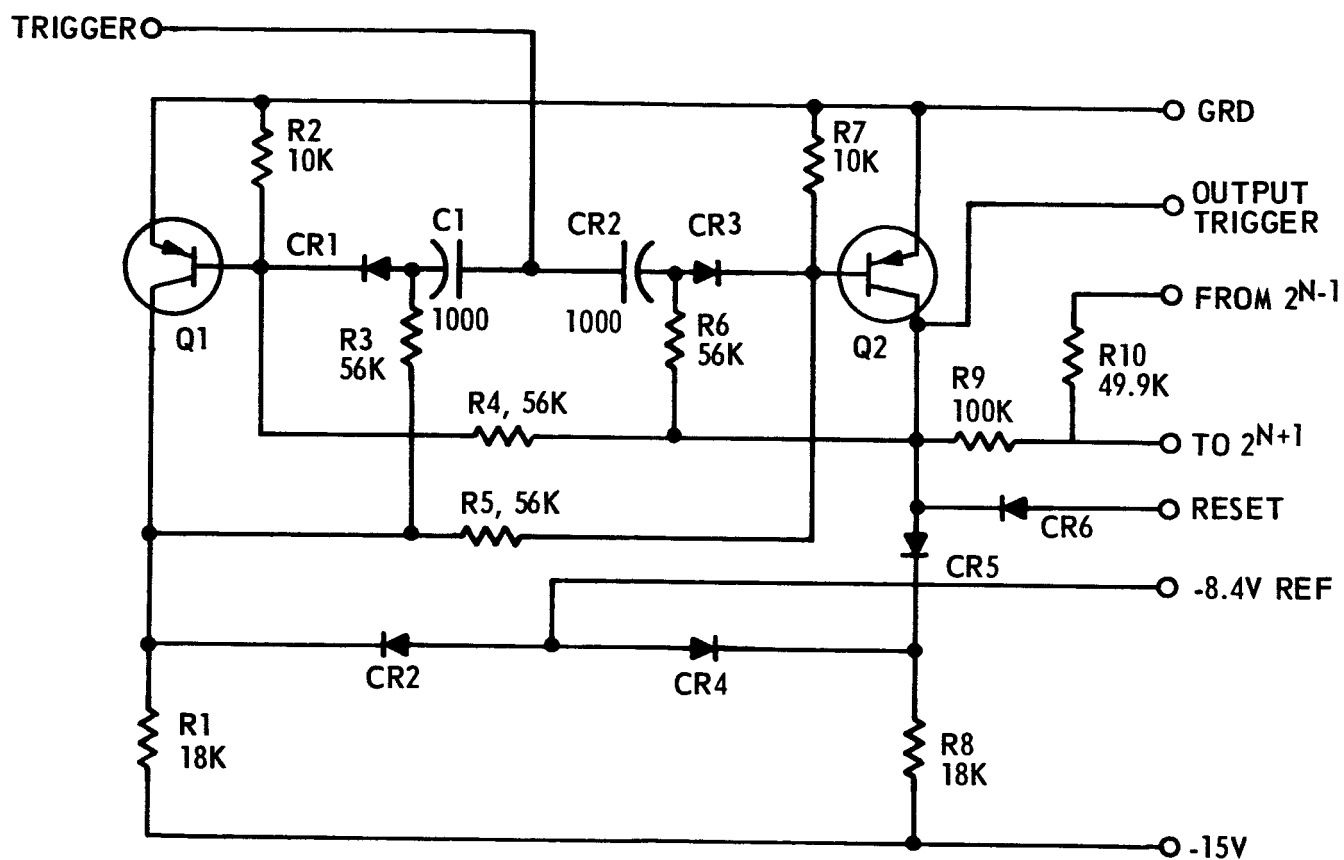 TRIGGER
GRD
R2
10K
R7
10K
OUTPUT
TRIGGER
CR1
C1
CR2
CR3
FROM 2^N-1
Q1
R3
56K
1000
1000
R6
56K
Q2
R10
49.9K
R9
100K
R4, 56K
TO 2^N+1
R5, 56K
RESET
CR6
CR5
-8.4V REF
CR2
CR4
R1
18K
R8
18K
-15V